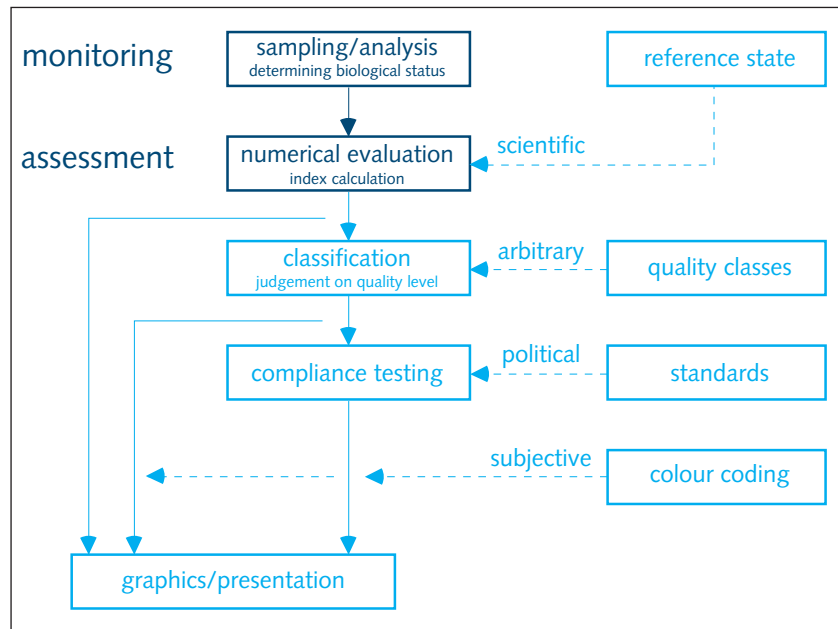 monitoring
sampling/analysis
determining biological status
reference state
assessment
numerical evaluation
index calculation
scientific
classification
judgement on quality level
arbitrary
quality classes
compliance testing
political
standards
subjective
colour coding
graphics/presentation